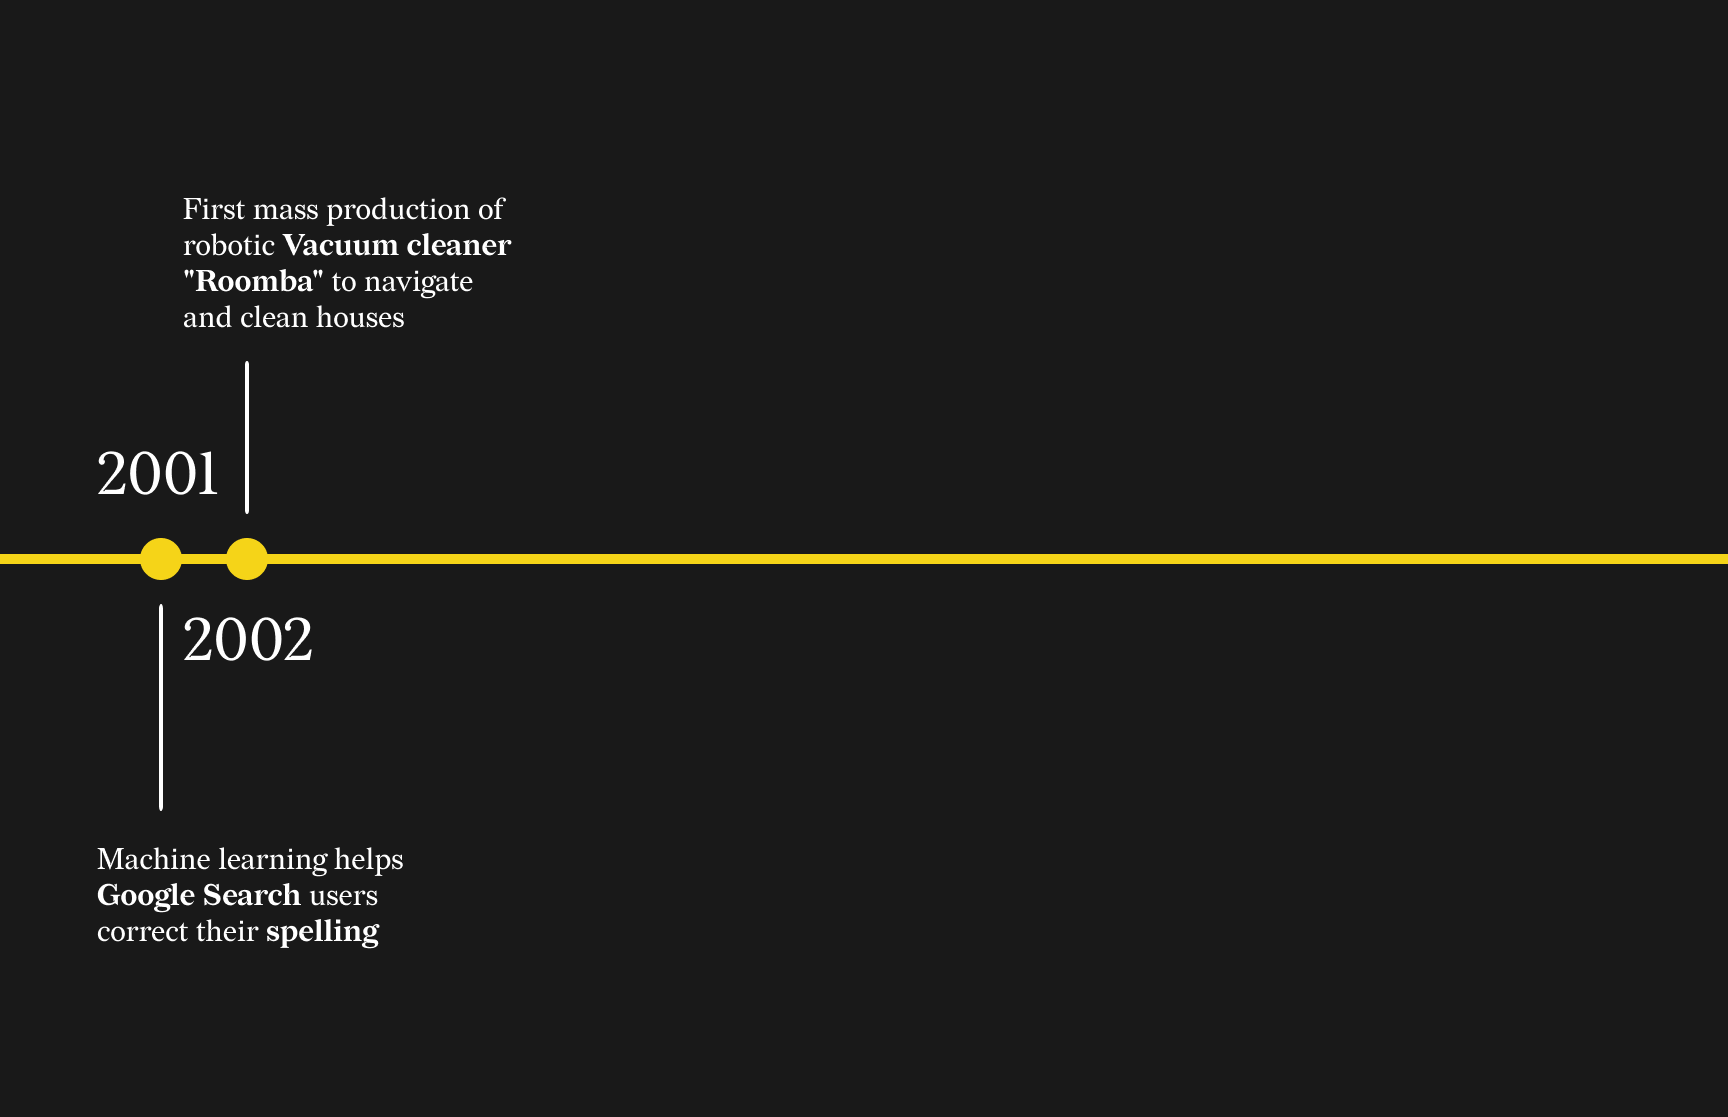 First mass production of
robotic Vacuum cleaner
"Roomba" to navigate
and clean houses
2001
2002
Machine learning helps
Google Search users
correct their spelling